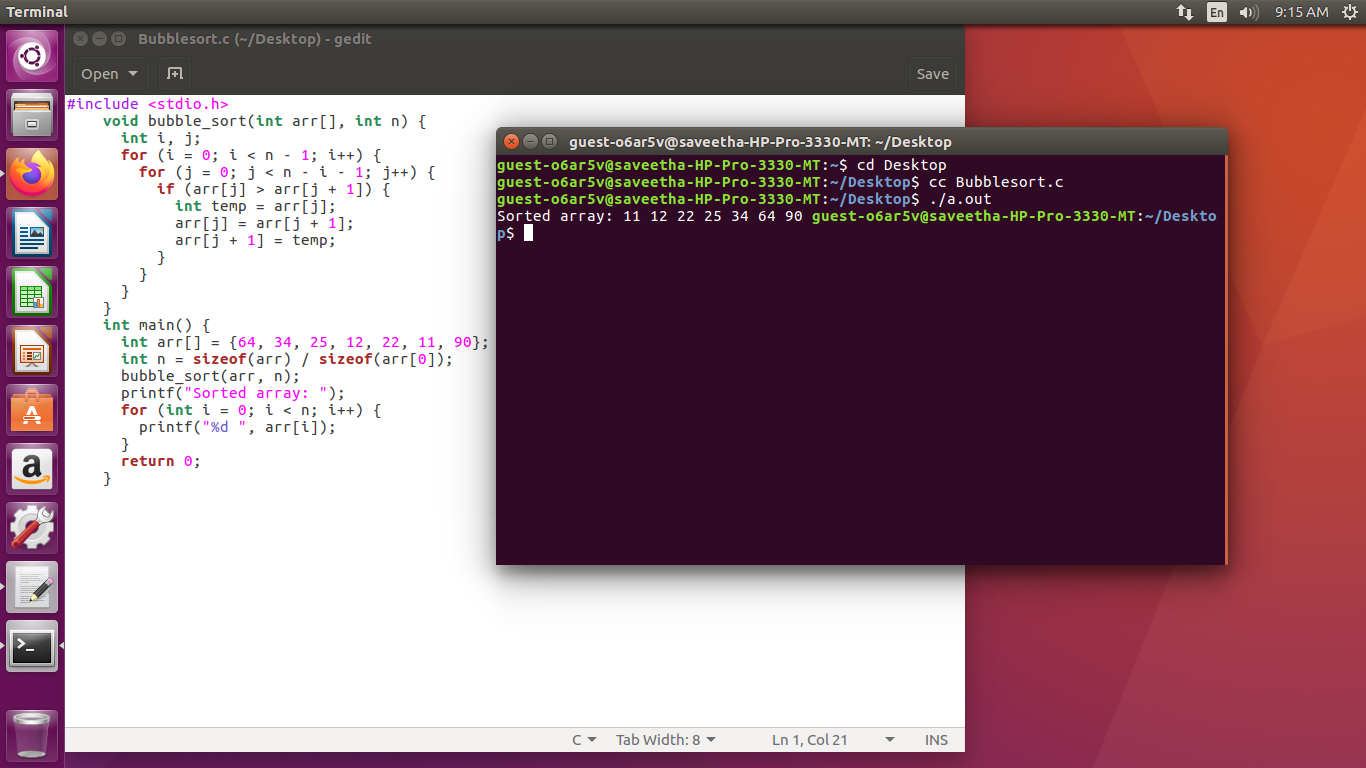 Terminal
En
9:15 AM
Bubblesort.c (~/Desktop) - gedit
Open
Save
#include <stdio.h>
    void bubble_sort(int arr[], int n) {
      int i, j;
      for (i = 0; i < n - 1; i++) {
        for (j = 0; j < n - i - 1; j++) {
          if (arr[j] > arr[j + 1]) {
            int temp = arr[j];
            arr[j] = arr[j + 1];
            arr[j + 1] = temp;
          }
        }
      }
    }
    int main() {
      int arr[] = {64, 34, 25, 12, 22, 11, 90};
      int n = sizeof(arr) / sizeof(arr[0]);
      bubble_sort(arr, n);
      printf("Sorted array: ");
      for (int i = 0; i < n; i++) {
        printf("%d ", arr[i]);
      }
      return 0;
    }
guest-o6ar5v@saveetha-HP-Pro-3330-MT: ~/Desktop
guest-o6ar5v@saveetha-HP-Pro-3330-MT:~$ cd Desktop
guest-o6ar5v@saveetha-HP-Pro-3330-MT:~/Desktop$ cc Bubblesort.c
guest-o6ar5v@saveetha-HP-Pro-3330-MT:~/Desktop$ ./a.out
Sorted array: 11 12 22 25 34 64 90 guest-o6ar5v@saveetha-HP-Pro-3330-MT:~/Deskto
p$
C
Tab Width: 8
Ln 1, Col 21
INS